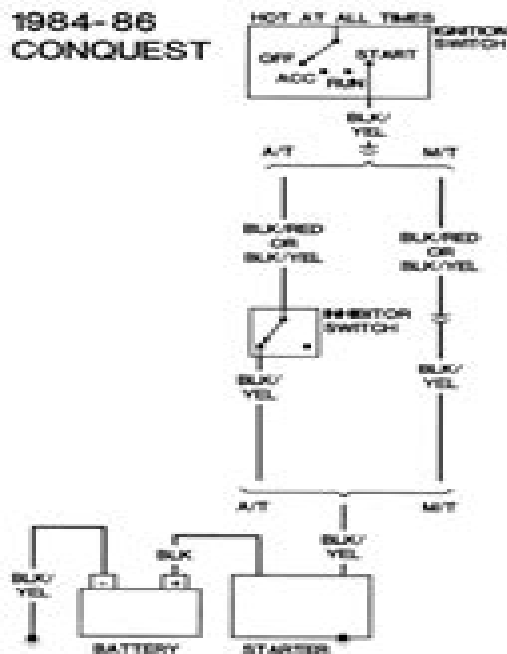 1984-86
CONQUEST
HOT AT ALL TIMES
IGNITION
SWITCH
OFF
ACC
RUN
START
BLK/
YEL
A/T
M/T
BLK/RED
OR
BLK/YEL
BLK/RED
OR
BLK/YEL
INHIBITOR
SWITCH
BLK/
YEL
BLK/
YEL
A/T
M/T
BLK/
YEL
BLK
BLK/
YEL
-
+
BATTERY
STARTER